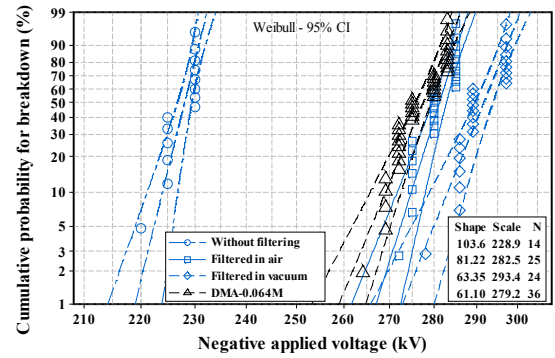 Weibull - 95% CI
Cumulative probability for breakdown (%)
99
90
80
70
60
50
40
30
20
10
5
3
2
1
Without filtering
Filtered in air
Filtered in vacuum
DMA-0.064M
Shape Scale N
103.6 228.9 14
81.22 282.5 25
63.35 293.4 24
61.10 279.2 36
210 220 230 240 250 260 270 280 290 300
Negative applied voltage (kV)